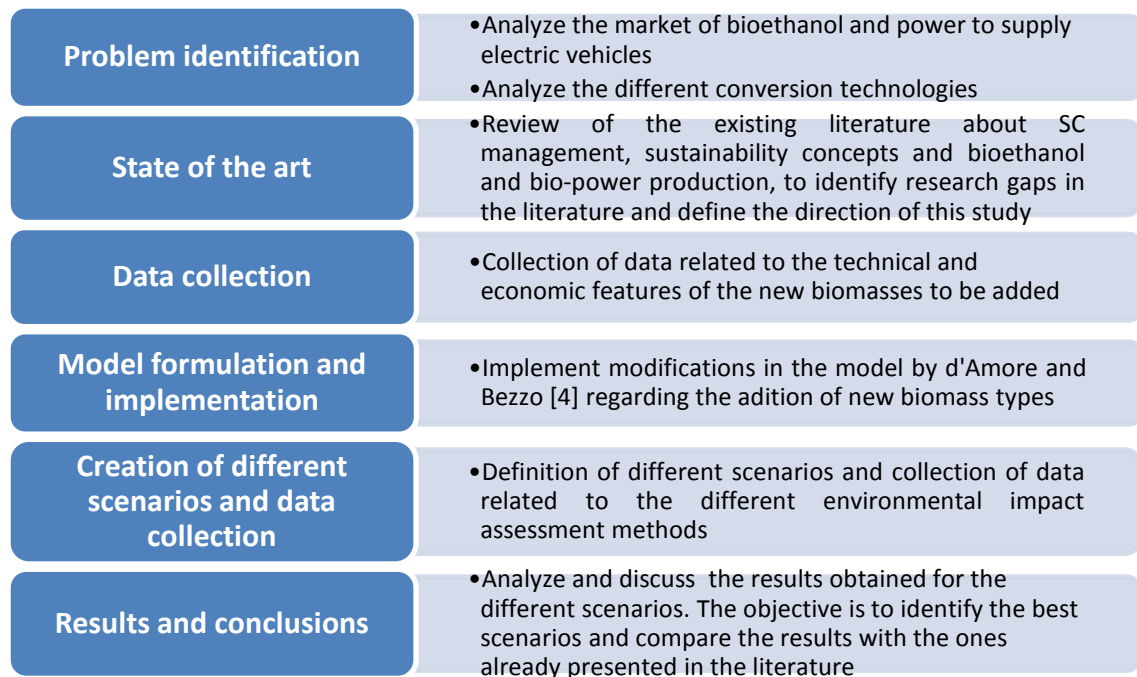 Problem identification
•Analyze the market of bioethanol and power to supply
electric vehicles
•Analyze the different conversion technologies
State of the art
•Review of the existing literature about SC
management, sustainability concepts and bioethanol
and bio-power production, to identify research gaps in
the literature and define the direction of this study
Data collection
•Collection of data related to the technical and
economic features of the new biomasses to be added
Model formulation and
implementation
•Implement modifications in the model by d'Amore and
Bezzo [4] regarding the adition of new biomass types
Creation of different
scenarios and data
collection
•Definition of different scenarios and collection of data
related to the different environmental impact
assessment methods
Results and conclusions
•Analyze and discuss the results obtained for the
different scenarios. The objective is to identify the best
scenarios and compare the results with the ones
already presented in the literature